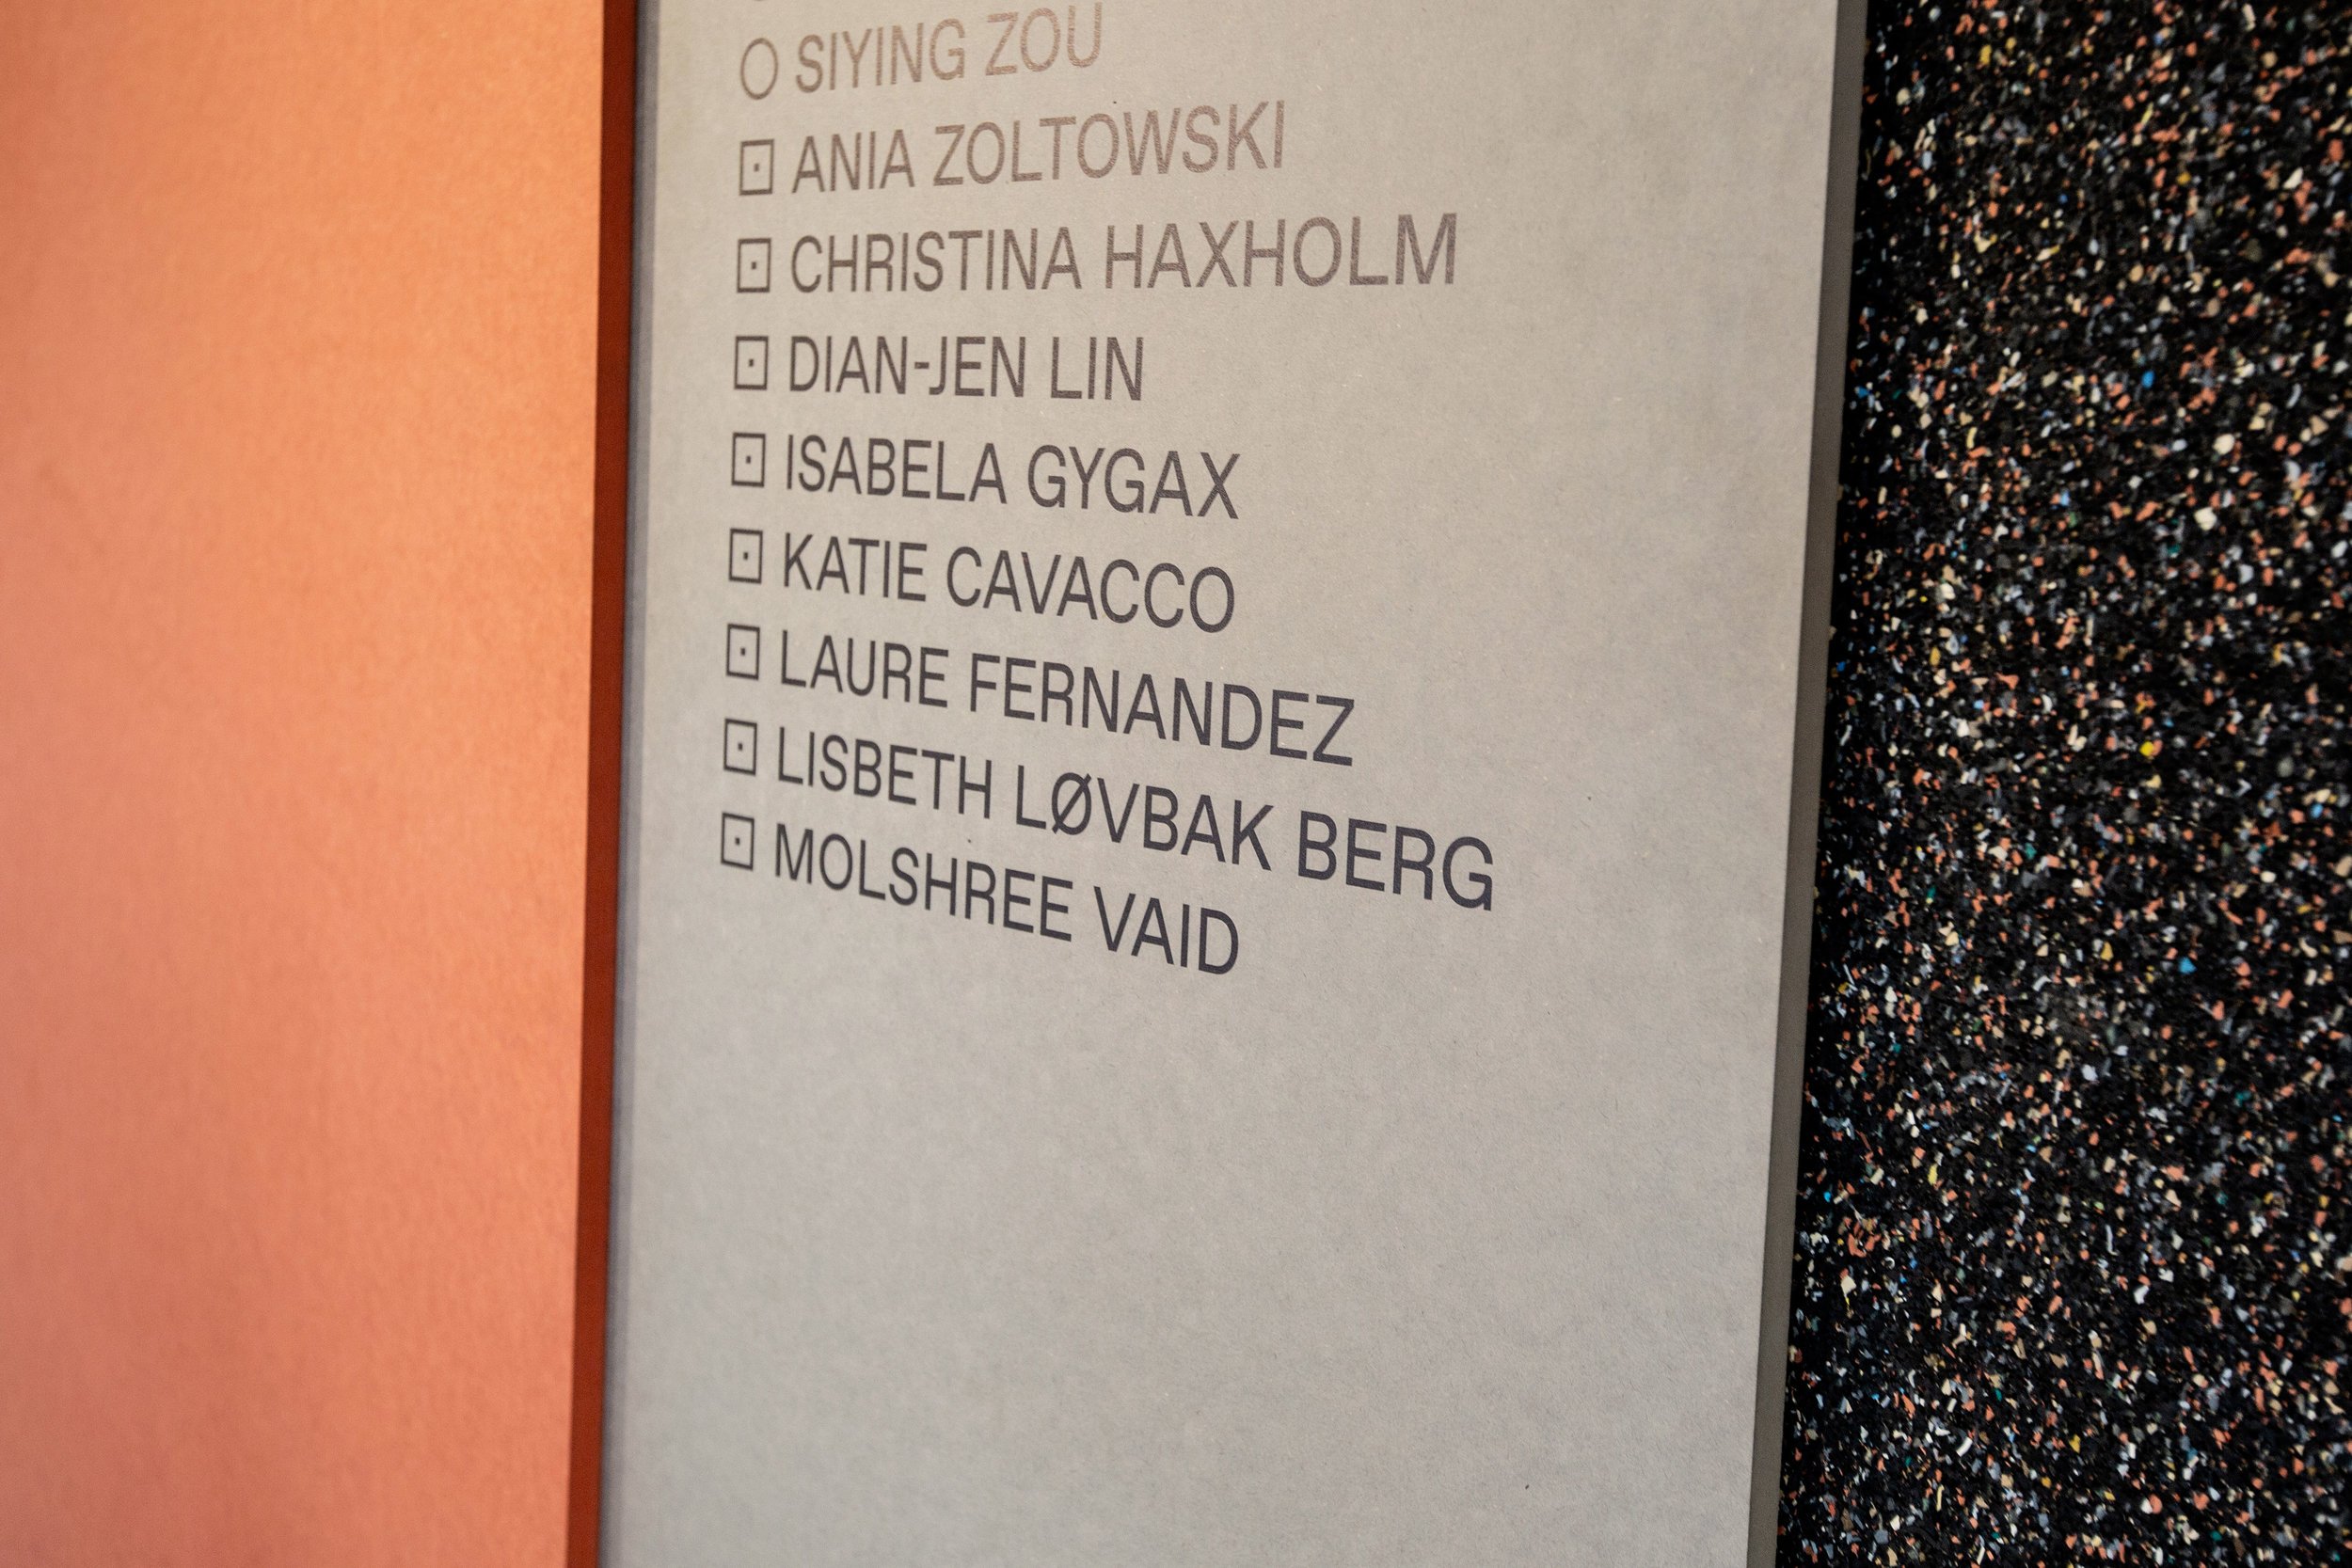 ○ SIYING ZOU
⊡ ANIA ZOLTOWSKI
⊡ CHRISTINA HAXHOLM
⊡ DIAN-JEN LIN
⊡ ISABELA GYGAX
⊡ KATIE CAVACCO
⊡ LAURE FERNANDEZ
⊡ LISBETH LØVBAK BERG
⊡ MOLSHREE VAID